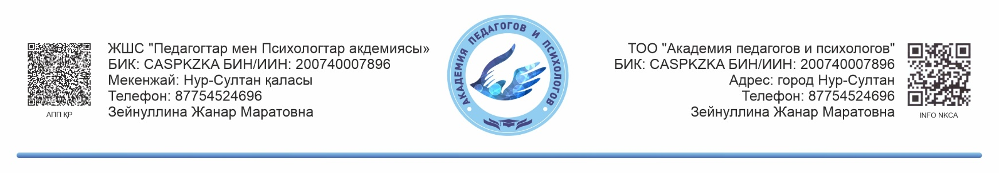 ЖШС "Педагогтар мен Психологтар акдемиясы»
БИК: CASPKZKA БИН/ИИН: 200740007896
Мекенжай: Нур-Султан қаласы
Телефон: 87754524696
Зейнуллина Жанар Маратовна
АПП ҚР
АКАДЕМИЯ ПЕДАГОГОВ И ПСИХОЛОГОВ
ТОО "Академия педагогов и психологов"
БИК: CASPKZKA БИН/ИИН: 200740007896
Адрес: город Нур-Султан
Телефон: 87754524696
Зейнуллина Жанар Маратовна
INFO NKCA